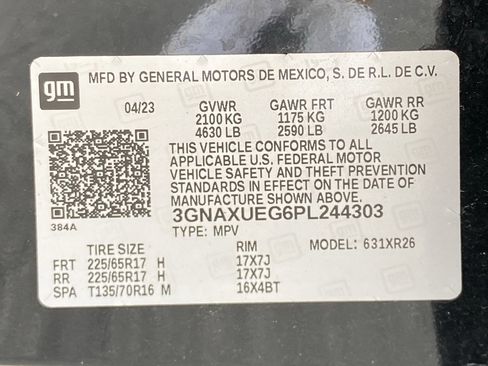 gm MFD BY GENERAL MOTORS DE MEXICO, S. DE R.L. DE C.V.
04/23 GVWR GAWR FRT GAWR RR
2100 KG 1175 KG 1200 KG
4630 LB 2590 LB 2645 LB
THIS VEHICLE CONFORMS TO ALL
APPLICABLE U.S. FEDERAL MOTOR
VEHICLE SAFETY AND THEFT PREVENTION
STANDARDS IN EFFECT ON THE DATE OF
MANUFACTURE SHOWN ABOVE.
384A 3GNAXUEG6PL244303
TYPE: MPV MODEL: 631XR26
TIRE SIZE RIM
FRT 225/65R17 H 17X7J
RR 225/65R17 H 17X7J
SPA T135/70R16 M 16X4BT